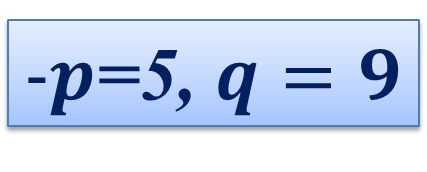 -p=5, q = 9